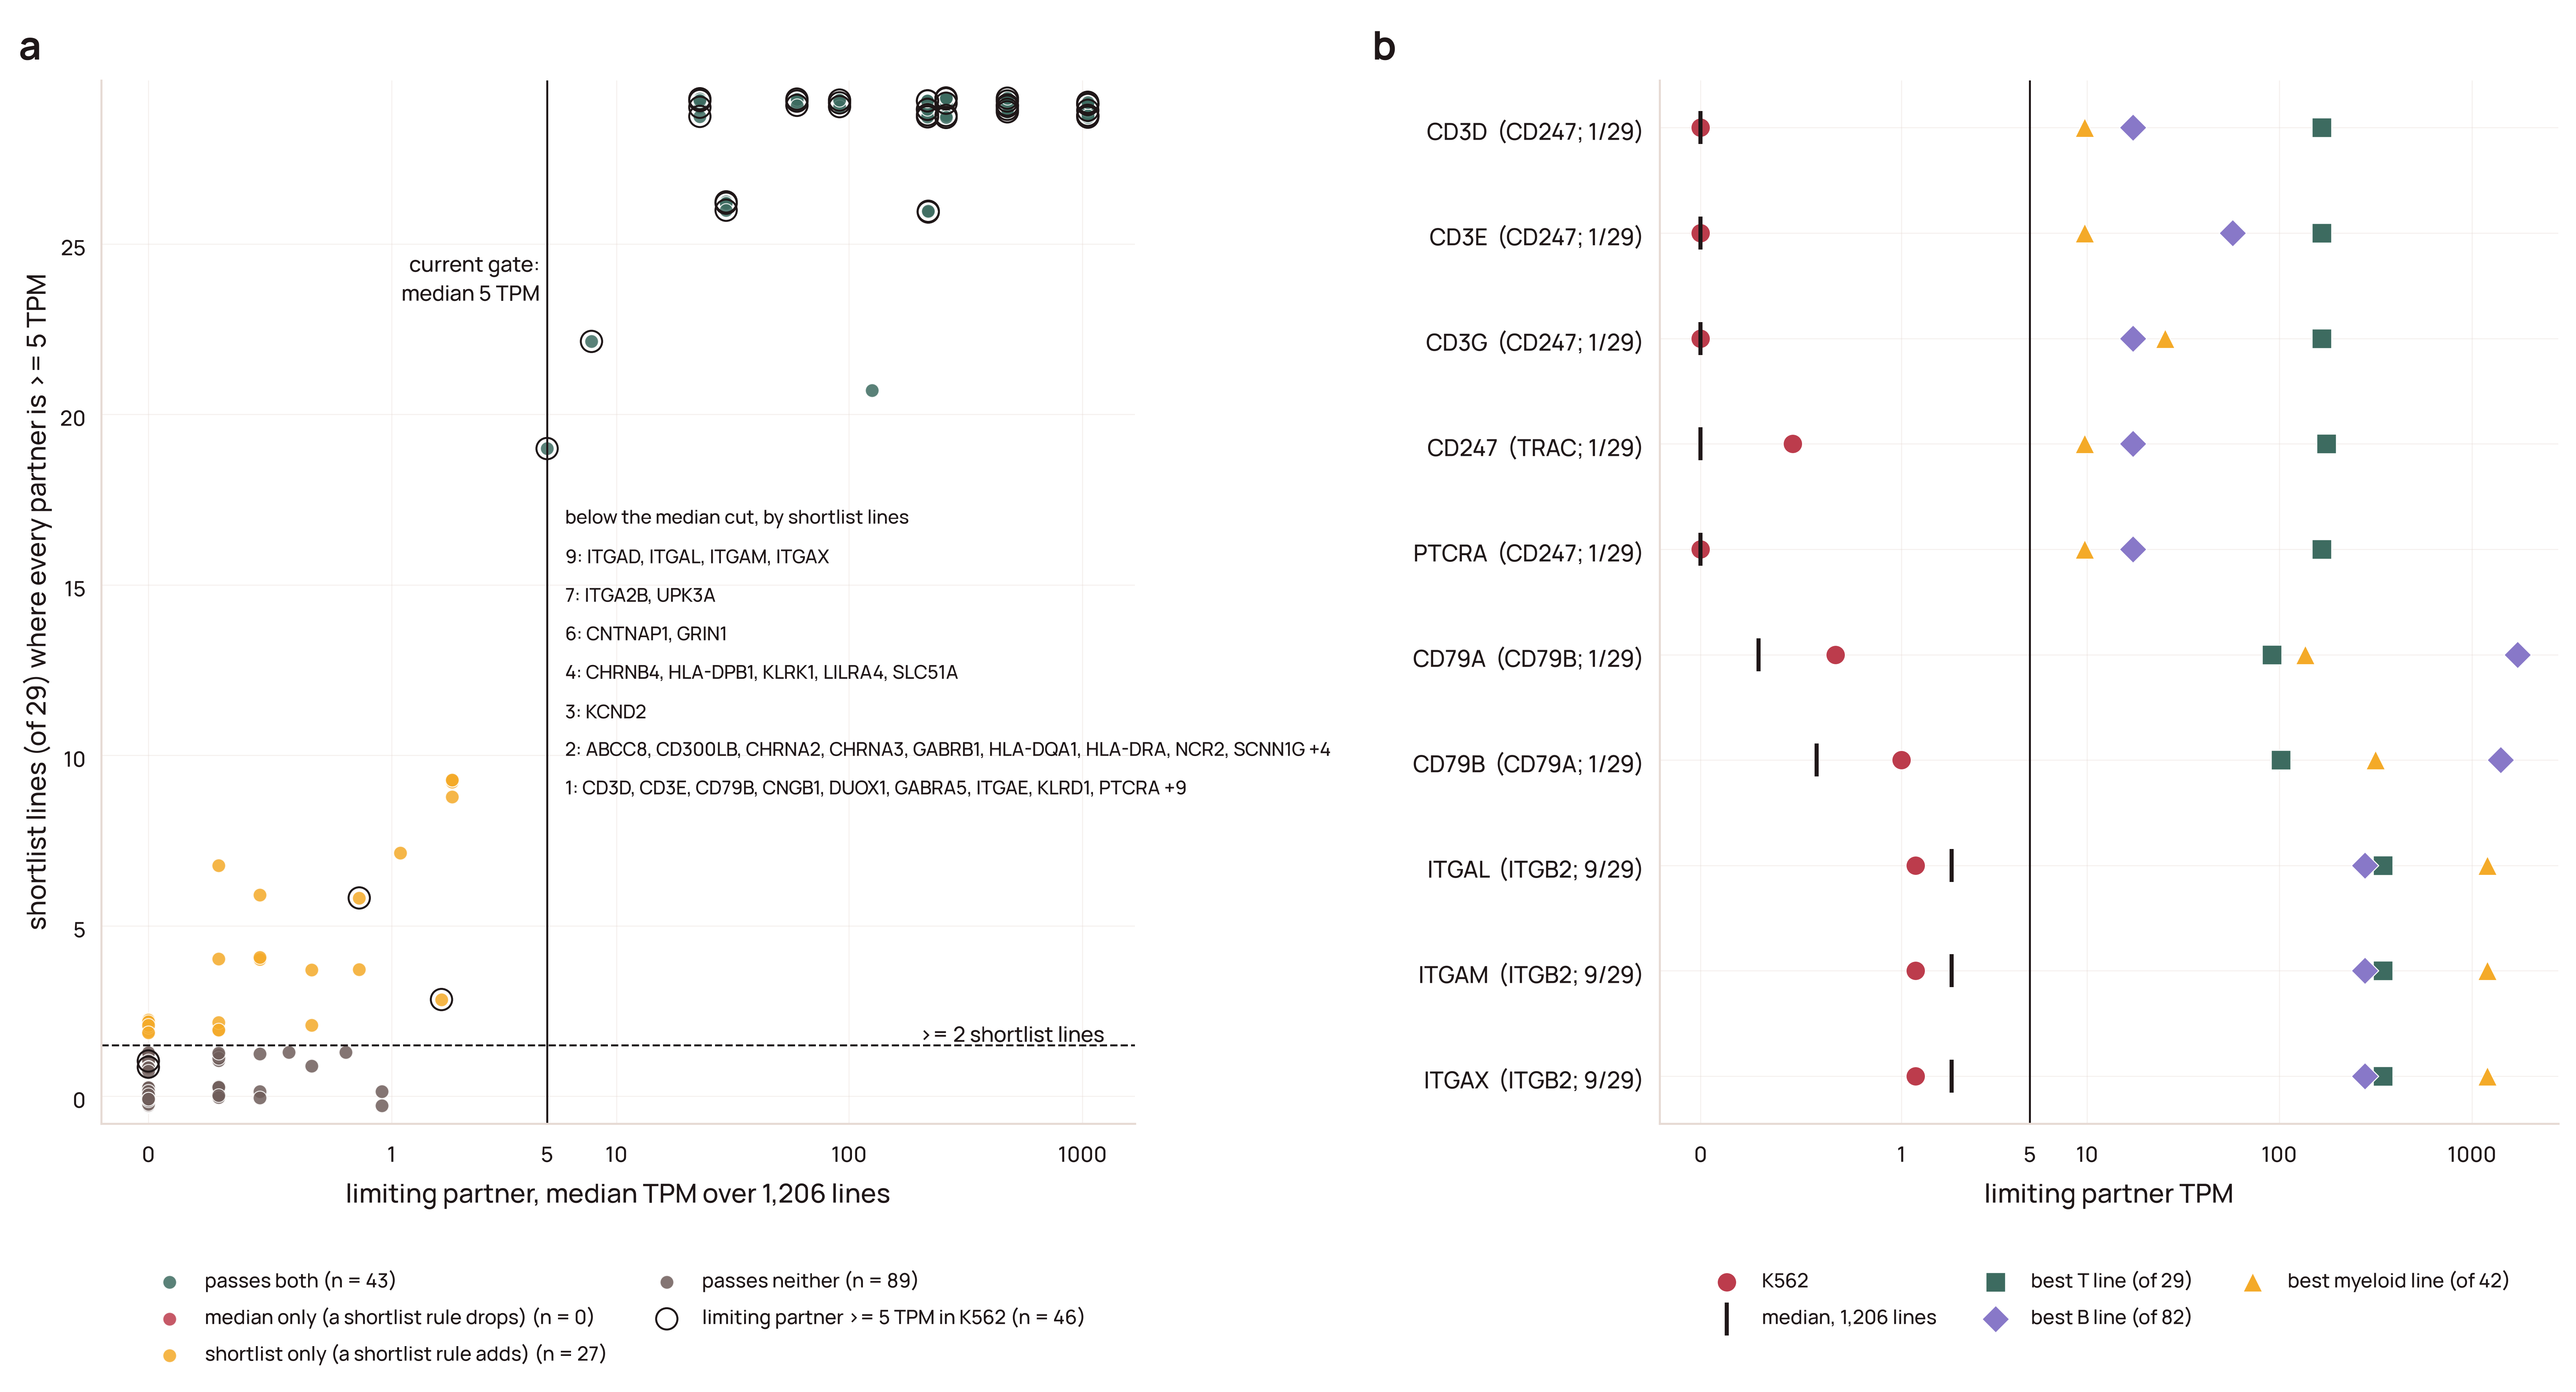 a
shortlist lines (of 29) where every partner is >= 5 TPM
25
20
15
10
5
0
current gate:
median 5 TPM
below the median cut, by shortlist lines
9: ITGAD, ITGAL, ITGAM, ITGAX
7: ITGA2B, UPK3A
6: CNTNAP1, GRIN1
4: CHRNB4, HLA-DPB1, KLRK1, LILRA4, SLC51A
3: KCND2
2: ABCC8, CD300LB, CHRNA2, CHRNA3, GABRB1, HLA-DQA1, HLA-DRA, NCR2, SCNN1G +4
1: CD3D, CD3E, CD79B, CNGB1, DUOX1, GABRA5, ITGAE, KLRD1, PTCRA +9
>= 2 shortlist lines
0 1 5 10 100 1000
limiting partner, median TPM over 1,206 lines
passes both (n = 43)
median only (a shortlist rule drops) (n = 0)
shortlist only (a shortlist rule adds) (n = 27)
passes neither (n = 89)
limiting partner >= 5 TPM in K562 (n = 46)
b
CD3D (CD247; 1/29)
CD3E (CD247; 1/29)
CD3G (CD247; 1/29)
CD247 (TRAC; 1/29)
PTCRA (CD247; 1/29)
CD79A (CD79B; 1/29)
CD79B (CD79A; 1/29)
ITGAL (ITGB2; 9/29)
ITGAM (ITGB2; 9/29)
ITGAX (ITGB2; 9/29)
0 1 5 10 100 1000
limiting partner TPM
K562
median, 1,206 lines
best T line (of 29)
best B line (of 82)
best myeloid line (of 42)